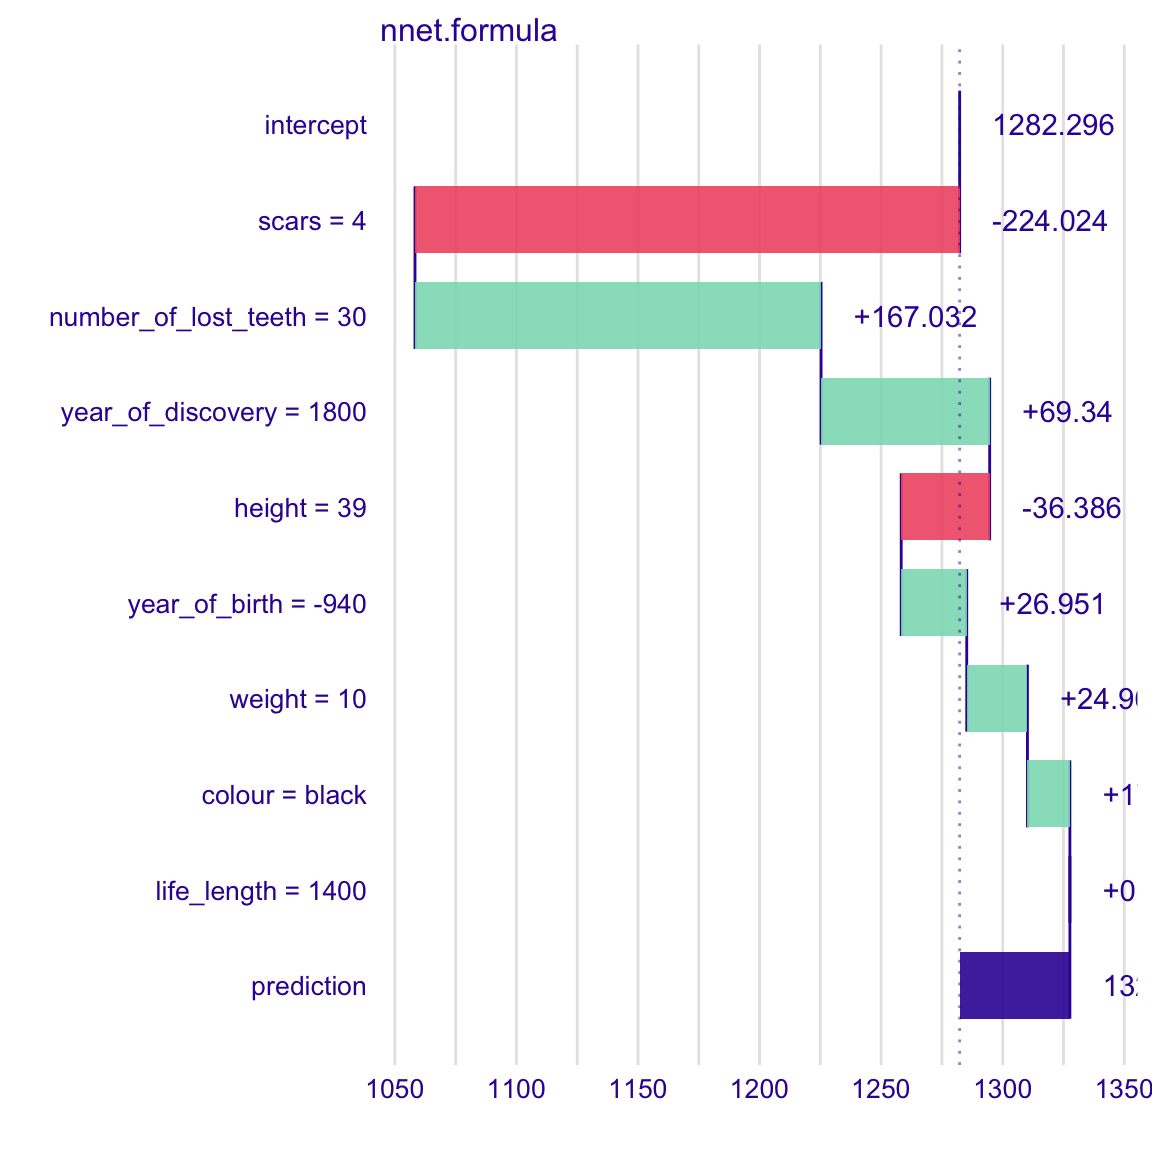 nnet.formula
intercept 1282.296
scars = 4 -224.024
number_of_lost_teeth = 30 +167.032
year_of_discovery = 1800 +69.34
height = 39 -36.386
year_of_birth = -940 +26.951
weight = 10
colour = black
life_length = 1400 +0
prediction
1050 1100 1150 1200 1250 1300 1350